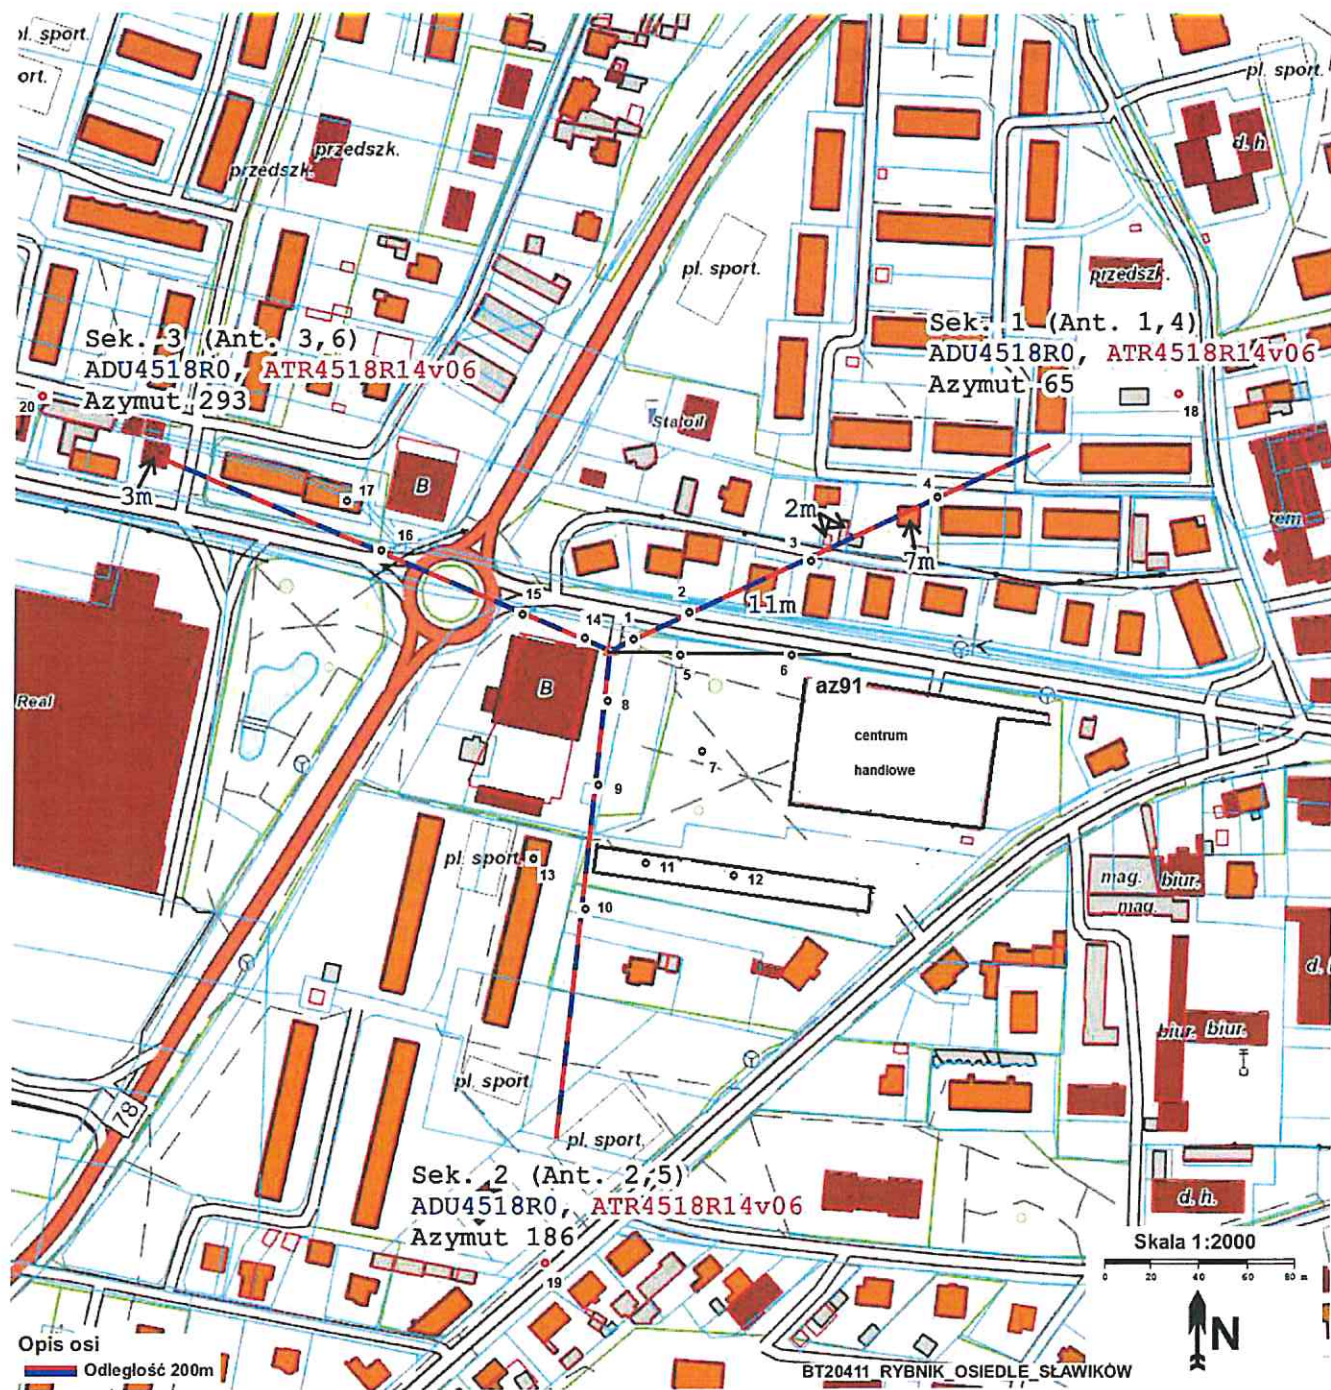 pl. sport.
ort.
przedszk.
przedszk.
pl. sport.
d. h.
pl. sport.
przedszk.
Sek. 3 (Ant. 3,6)
ADU4518R0, ATR4518R14v06
Azymut 293
Sek. 1 (Ant. 1,4)
ADU4518R0, ATR4518R14v06
Azymut 65
20
18
Statoil
3m
17
B
4
2m
rem
16
3
7m
15
2
11m
14
1
5
6
B
az91
Real
8
centrum
7
handlowe
9
pl. sport.
13
11
12
mag.
biur.
mag.
10
d. h.
biur.
biur.
pl. sport.
78
pl. sport.
Sek. 2 (Ant. 2,5)
ADU4518R0, ATR4518R14v06
Azymut 186
d. h.
Skala 1:2000
0 20 40 60 80 m
19
N
Opis osi
Odległość 200m
BT20411_RYBNIK_OSIEDLE_SŁAWIKÓW